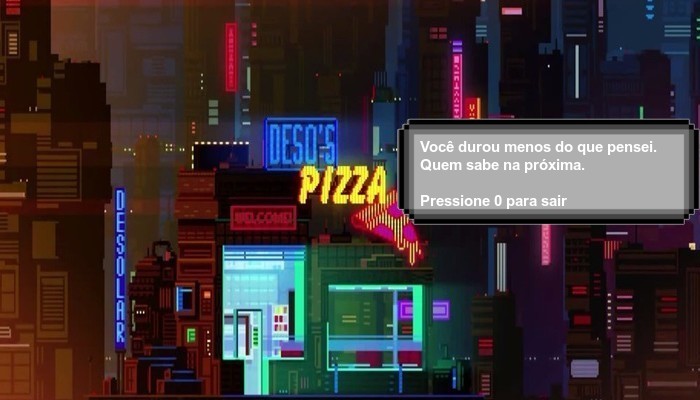 DESO'S
PIZZA
WELCOME!
DESOLAR
Você durou menos do que pensei.
Quem sabe na próxima.
Pressione 0 para sair